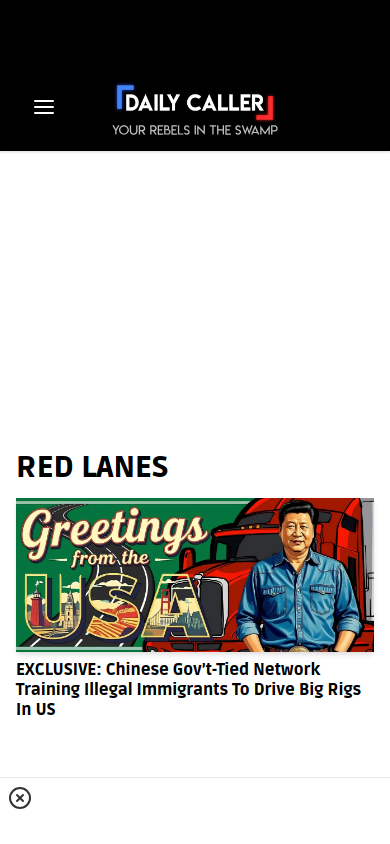 DAILY CALLER
YOUR REBELS IN THE SWAMP
RED LANES
Greetings
from the
USA
EXCLUSIVE: Chinese Gov't-Tied Network
Training Illegal Immigrants To Drive Big Rigs
In US